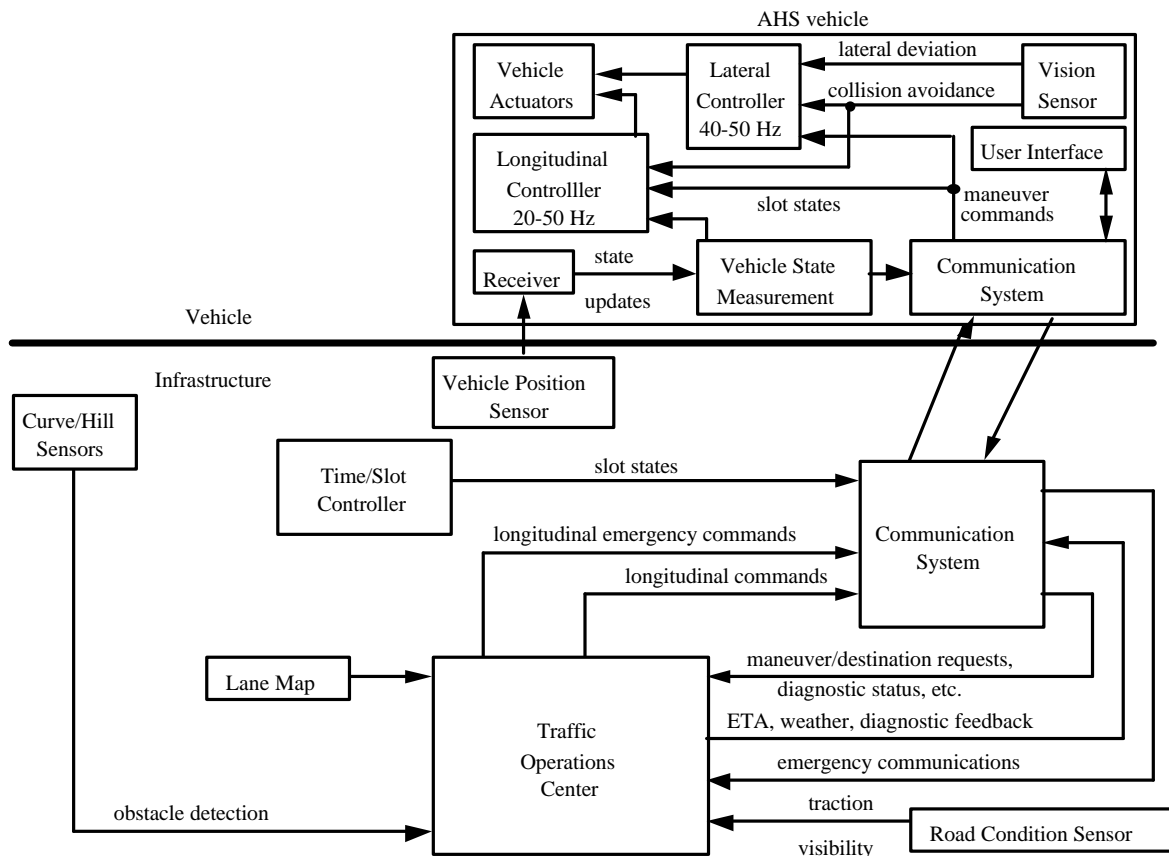 AHS vehicle
Vehicle
Actuators
Lateral
Controller
40-50 Hz
lateral deviation
collision avoidance
Vision
Sensor
Longitudinal
Controlller
20-50 Hz
User Interface
slot states
maneuver
commands
Receiver
state
updates
Vehicle State
Measurement
Communication
System
Vehicle
Infrastructure
Vehicle Position
Sensor
Curve/Hill
Sensors
Time/Slot
Controller
slot states
Communication
System
longitudinal emergency commands
longitudinal commands
Lane Map
maneuver/destination requests,
diagnostic status, etc.
Traffic
Operations
Center
ETA, weather, diagnostic feedback
emergency communications
obstacle detection
traction
visibility
Road Condition Sensor